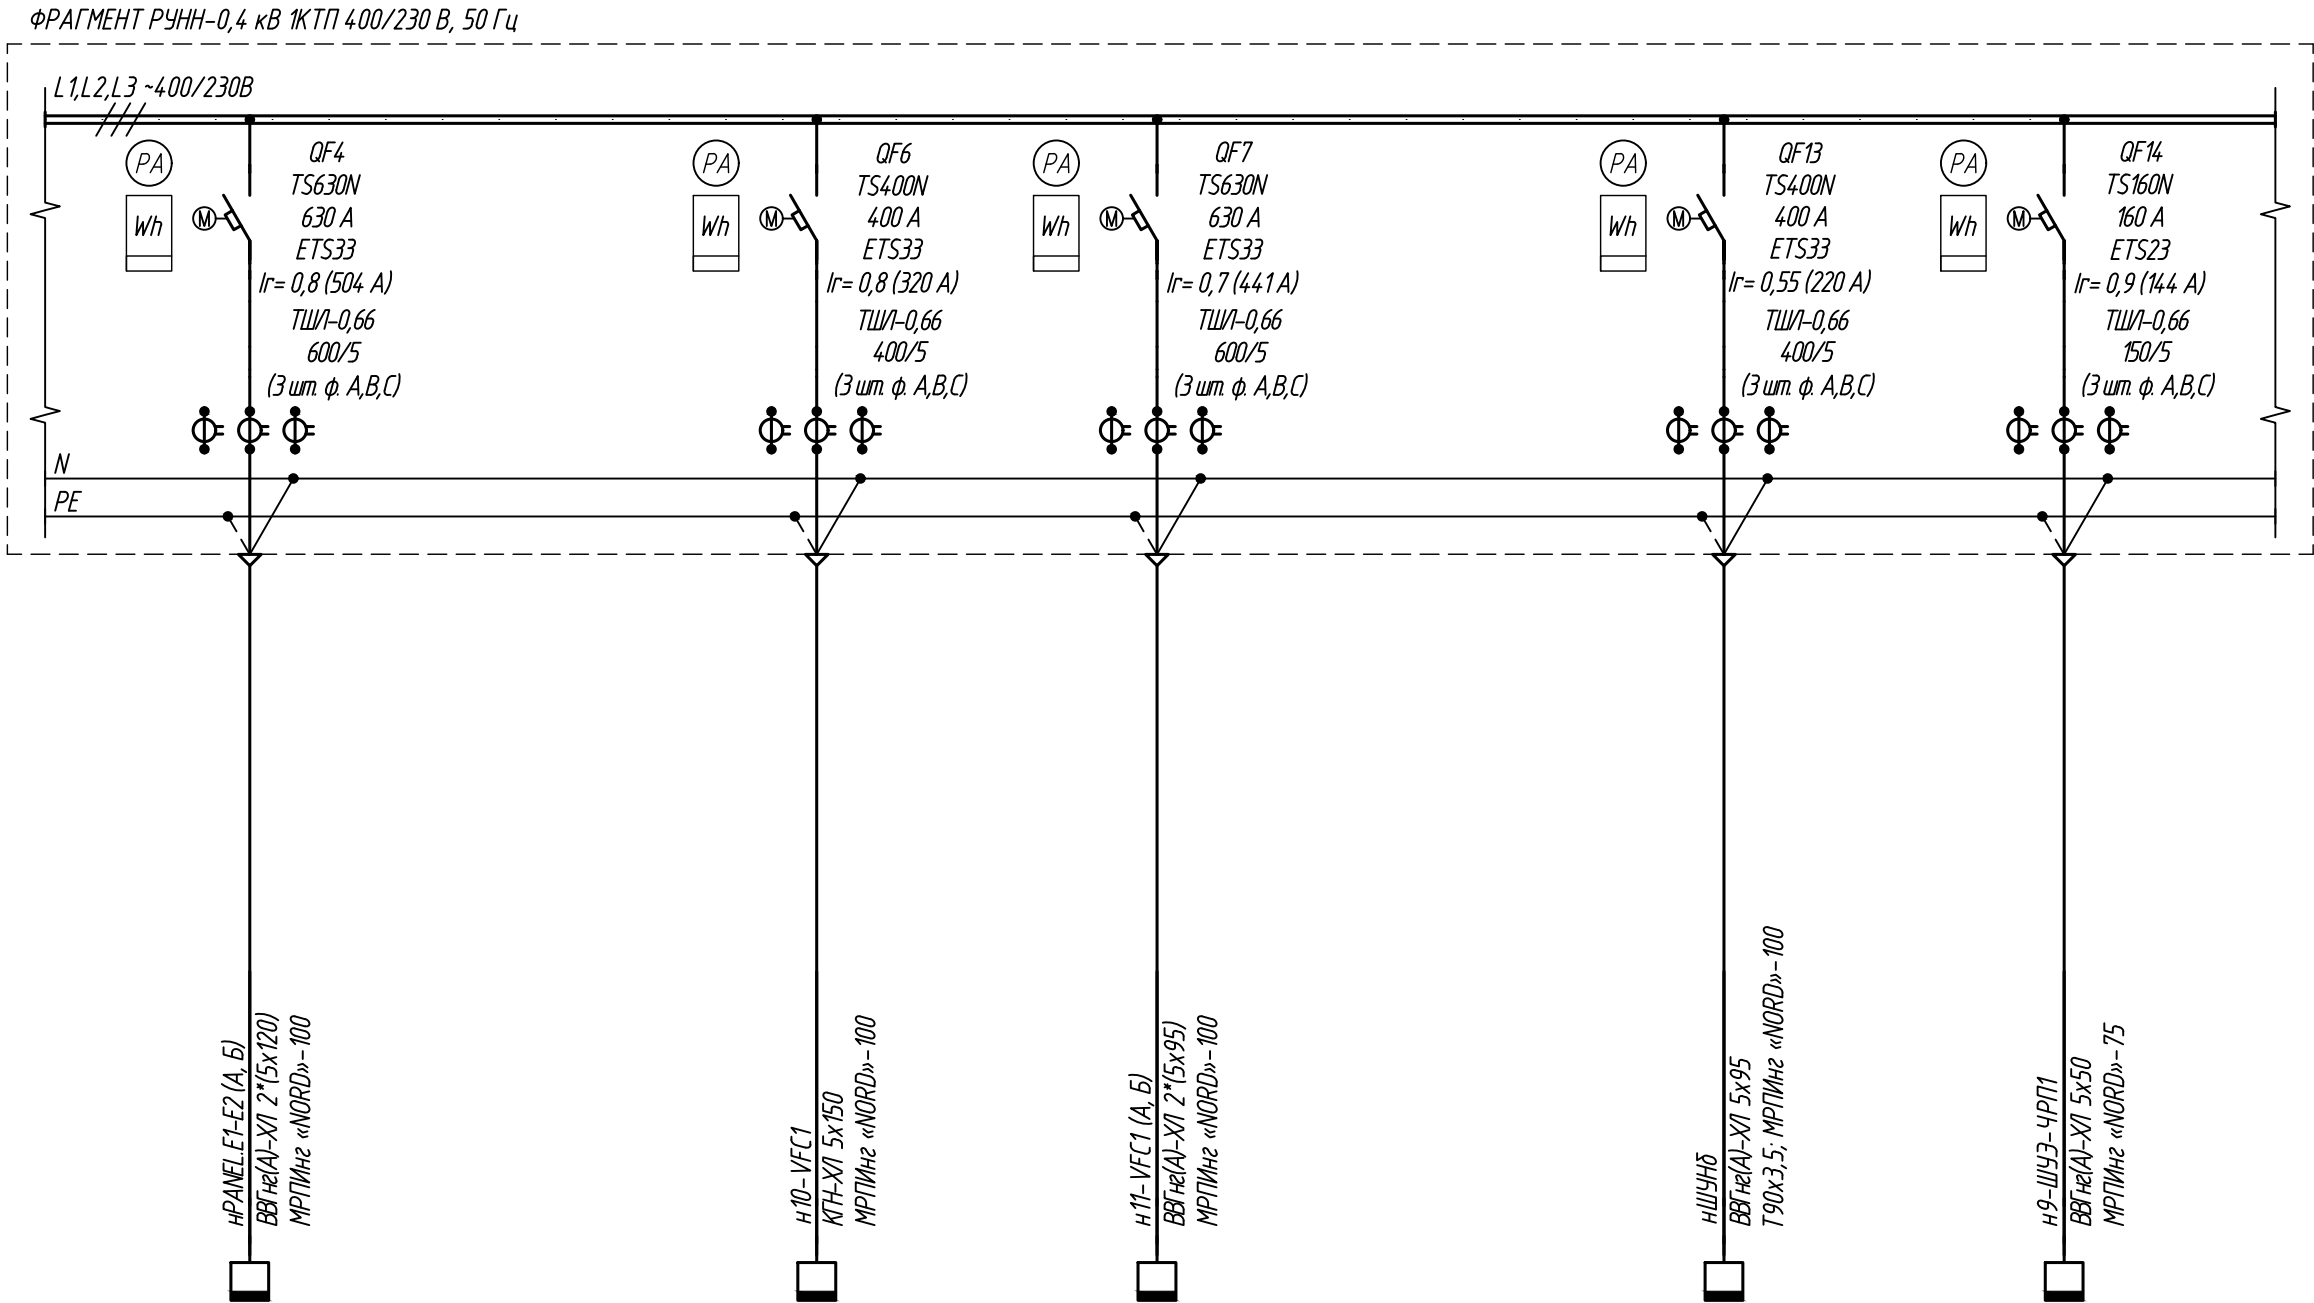 ФРАГМЕНТ РУНН-0,4 кВ 1КТП 400/230 В, 50 Гц
L1,L2,L3 ~400/230В
PA
Wh
M
QF4
TS630N
630 А
ETS33
Ir= 0,8 (504 А)
ТШЛ-0,66
600/5
(3 шт. ф. А,В,С)
PA
Wh
M
QF6
TS400N
400 А
ETS33
Ir= 0,8 (320 А)
ТШЛ-0,66
400/5
(3 шт. ф. А,В,С)
PA
Wh
M
QF7
TS630N
630 А
ETS33
Ir= 0,7 (441 А)
ТШЛ-0,66
600/5
(3 шт. ф. А,В,С)
PA
Wh
M
QF13
TS400N
400 А
ETS33
Ir= 0,55 (220 А)
ТШЛ-0,66
400/5
(3 шт. ф. А,В,С)
PA
Wh
M
QF14
TS160N
160 А
ETS23
Ir= 0,9 (144 А)
ТШЛ-0,66
150/5
(3 шт. ф. А,В,С)
N
PE
нPANEL.E1-E2 (А, Б)
ВВГнг(А)-ХЛ 2*(5х120)
МРПИнг «NORD»-100
н10-VFC1
КГН-ХЛ 5х150
МРПИнг «NORD»-100
н11-VFC1 (А, Б)
ВВГнг(А)-ХЛ 2*(5х95)
МРПИнг «NORD»-100
нШУНб
ВВГнг(А)-ХЛ 5х95
Т90х3,5; МРПИнг «NORD»-100
н9-ШУЭ-ЧРП1
ВВГнг(А)-ХЛ 5х50
МРПИнг «NORD»-75